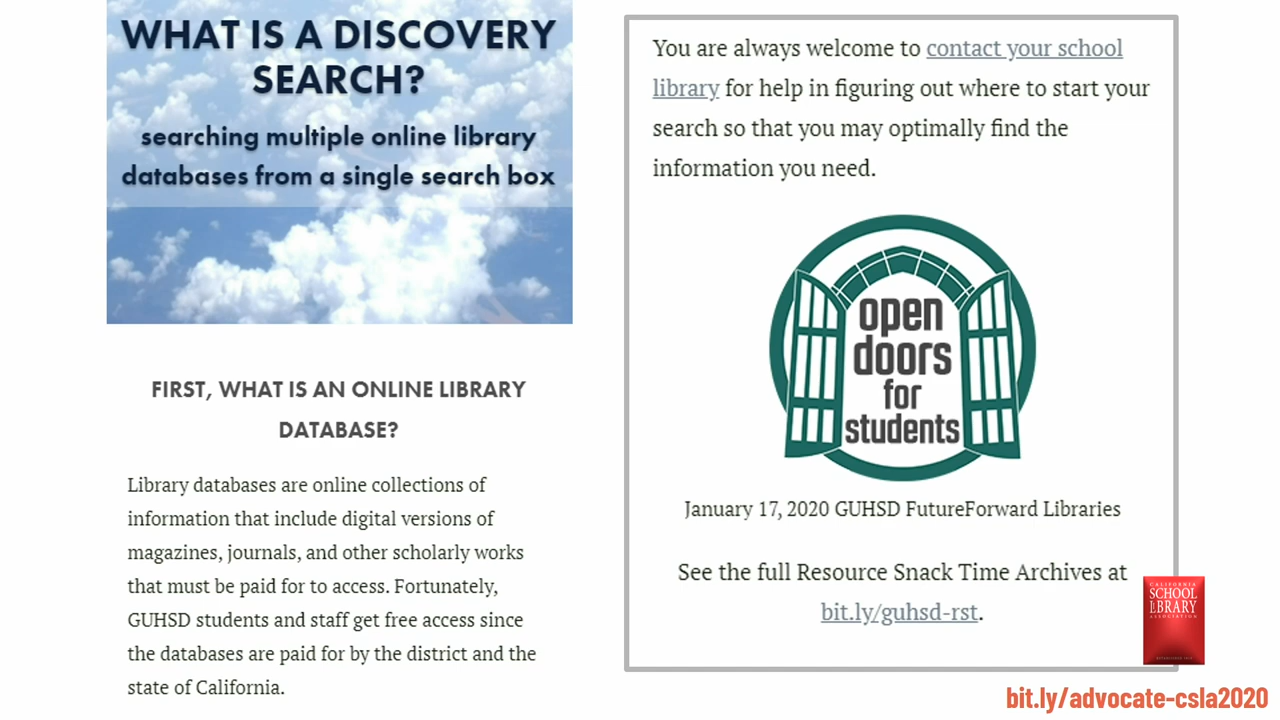 WHAT IS A DISCOVERY
SEARCH?
searching multiple online library
databases from a single search box
FIRST, WHAT IS AN ONLINE LIBRARY
DATABASE?
Library databases are online collections of
information that include digital versions of
magazines, journals, and other scholarly works
that must be paid for to access. Fortunately,
GUHSD students and staff get free access since
the databases are paid for by the district and the
state of California.
You are always welcome to contact your school
library for help in figuring out where to start your
search so that you may optimally find the
information you need.
open
doors
for
students
January 17, 2020 GUHSD FutureForward Libraries
See the full Resource Snack Time Archives at
bit.ly/guhsd-rst.
CALIFORNIA
SCHOOL
LIBRARY
ASSOCIATION
bit.ly/advocate-csla2020